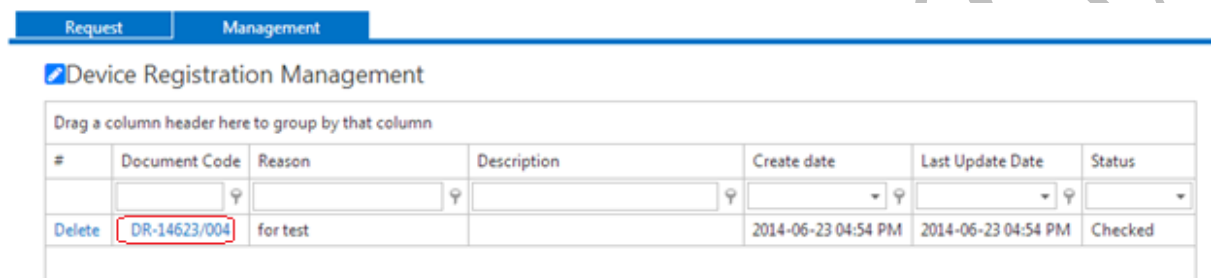 Request Management
Device Registration Management
Drag a column header here to group by that column
# Document Code Reason Description Create date Last Update Date Status
Delete DR-14623/004 for test 2014-06-23 04:54 PM 2014-06-23 04:54 PM Checked